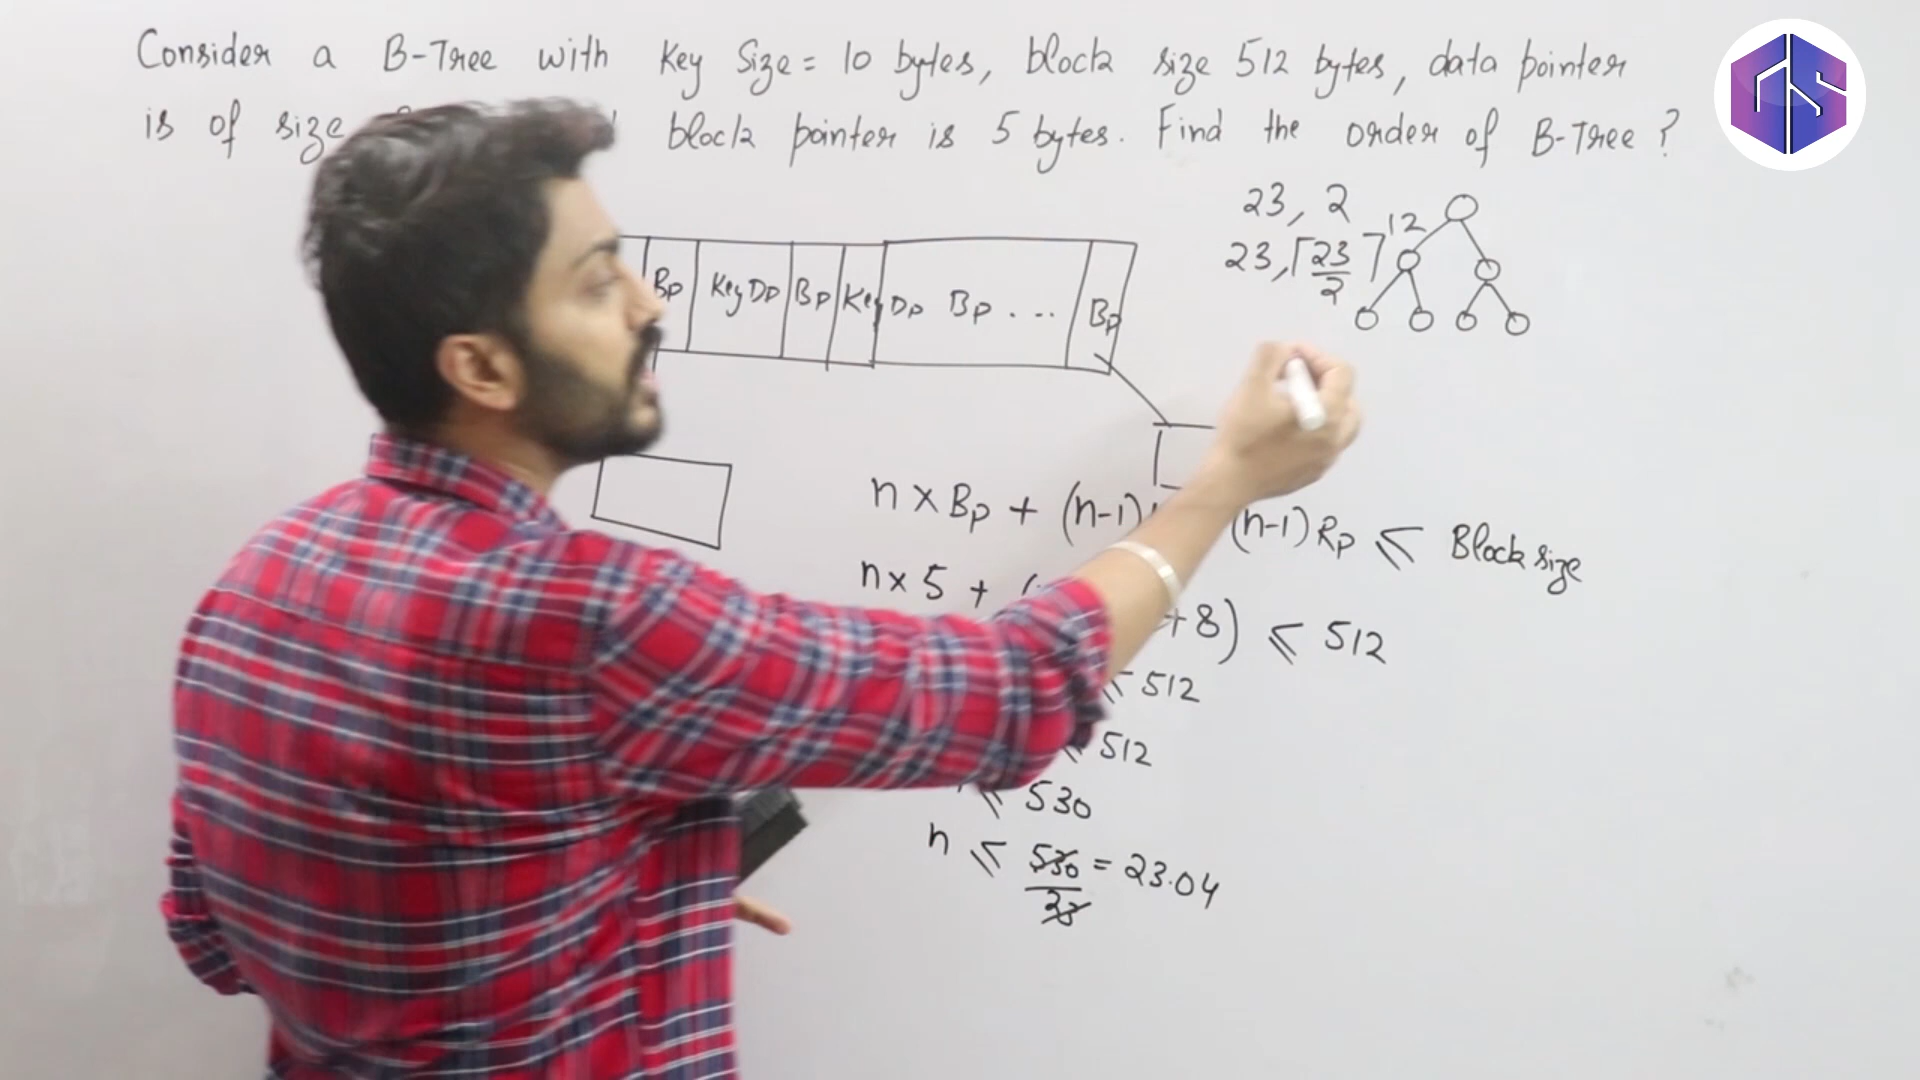 Consider a B-Tree with Key Size = 10 bytes, block size 512 bytes, data pointer
is of size block pointer is 5 bytes. Find the order of B-Tree ?
23, 2
23, ⌈23/2⌉ 12
Bp Key Dp Bp Key Dp Bp ... Bp
n × Bp + (n-1) (n-1) Rp ≤ Block size
n × 5 + ( +8) ≤ 512
≤ 512
≤ 512
≤ 530
n ≤ 530/23 = 23.04